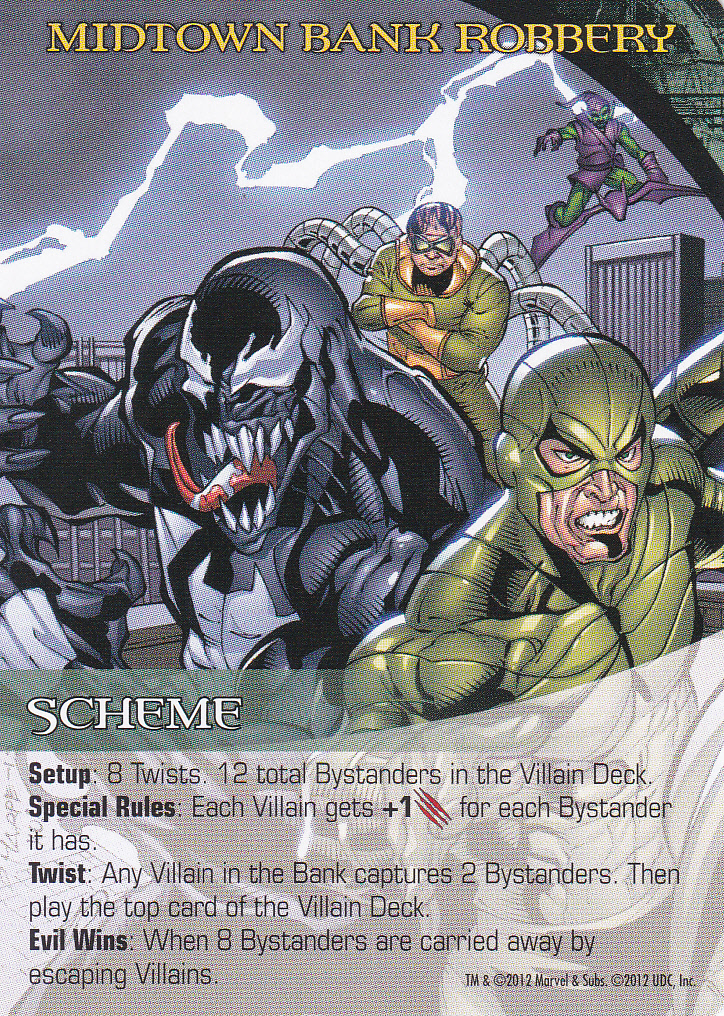 MIDTOWN BANK ROBBERY
SCHEME
Setup: 8 Twists. 12 total Bystanders in the Villain Deck.
Special Rules: Each Villain gets +1 for each Bystander
it has.
Twist: Any Villain in the Bank captures 2 Bystanders. Then
play the top card of the Villain Deck.
Evil Wins: When 8 Bystanders are carried away by
escaping Villains.
TM & ©2012 Marvel & Subs. ©2012 UDC, Inc.